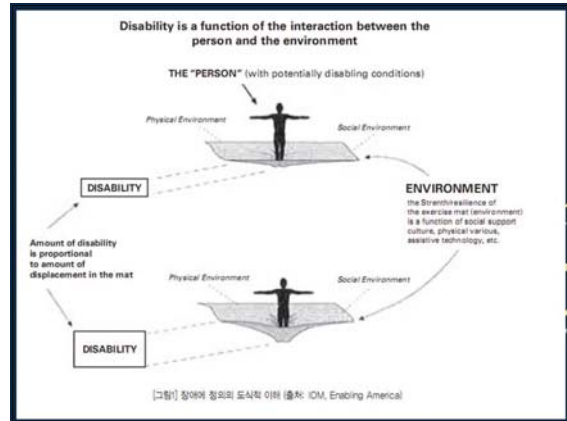 Disability is a function of the interaction between the
person and the environment
THE "PERSON" (with potentially disabling conditions)
Physical Environment
Social Environment
DISABILITY
ENVIRONMENT
the Strenth/resilience of
the exercise mat (environment)
is a function of social support
culture, physical various,
assistive technology, etc.
Amount of disability
is proportional
to amount of
displacement in the mat
Physical Environment
Social Environment
DISABILITY
[그림1] 장애에 정의의 도식적 이해 (출처: IOM, Enabling America)